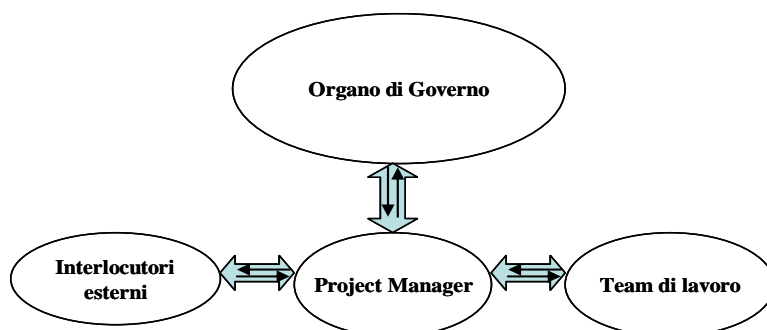 Organo di Governo
Interlocutori
esterni
Project Manager
Team di lavoro